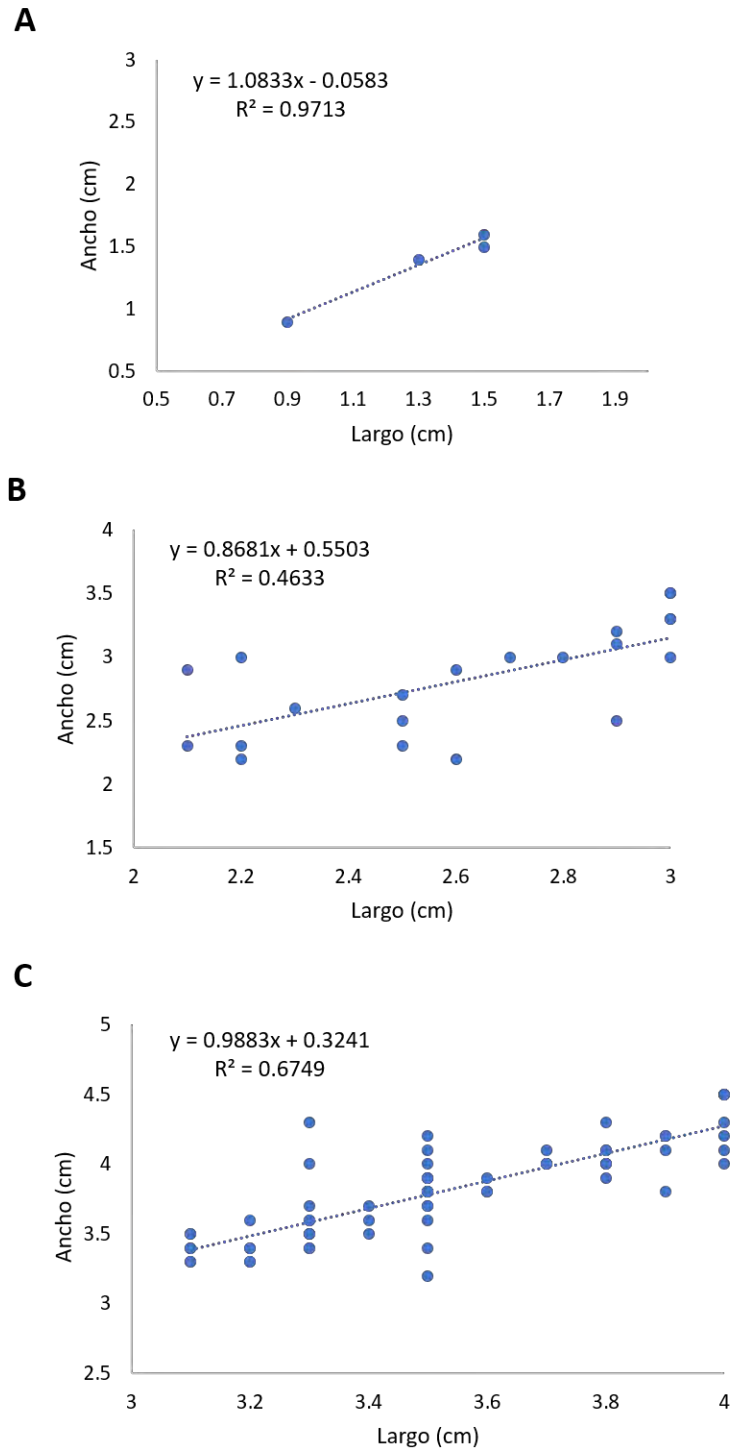 A
y = 1.0833x - 0.0583
R² = 0.9713
3
2.5
2
1.5
1
0.5
Ancho (cm)
0.5 0.7 0.9 1.1 1.3 1.5 1.7 1.9
Largo (cm)
B
y = 0.8681x + 0.5503
R² = 0.4633
4
3.5
3
2.5
2
1.5
Ancho (cm)
2 2.2 2.4 2.6 2.8 3
Largo (cm)
C
y = 0.9883x + 0.3241
R² = 0.6749
5
4.5
4
3.5
3
2.5
Ancho (cm)
3 3.2 3.4 3.6 3.8 4
Largo (cm)